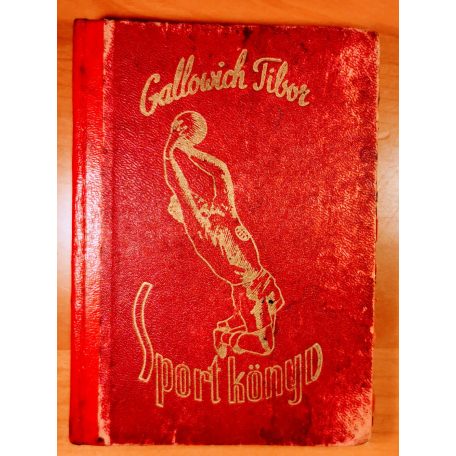 Gallowich Tibor
Sport könyv